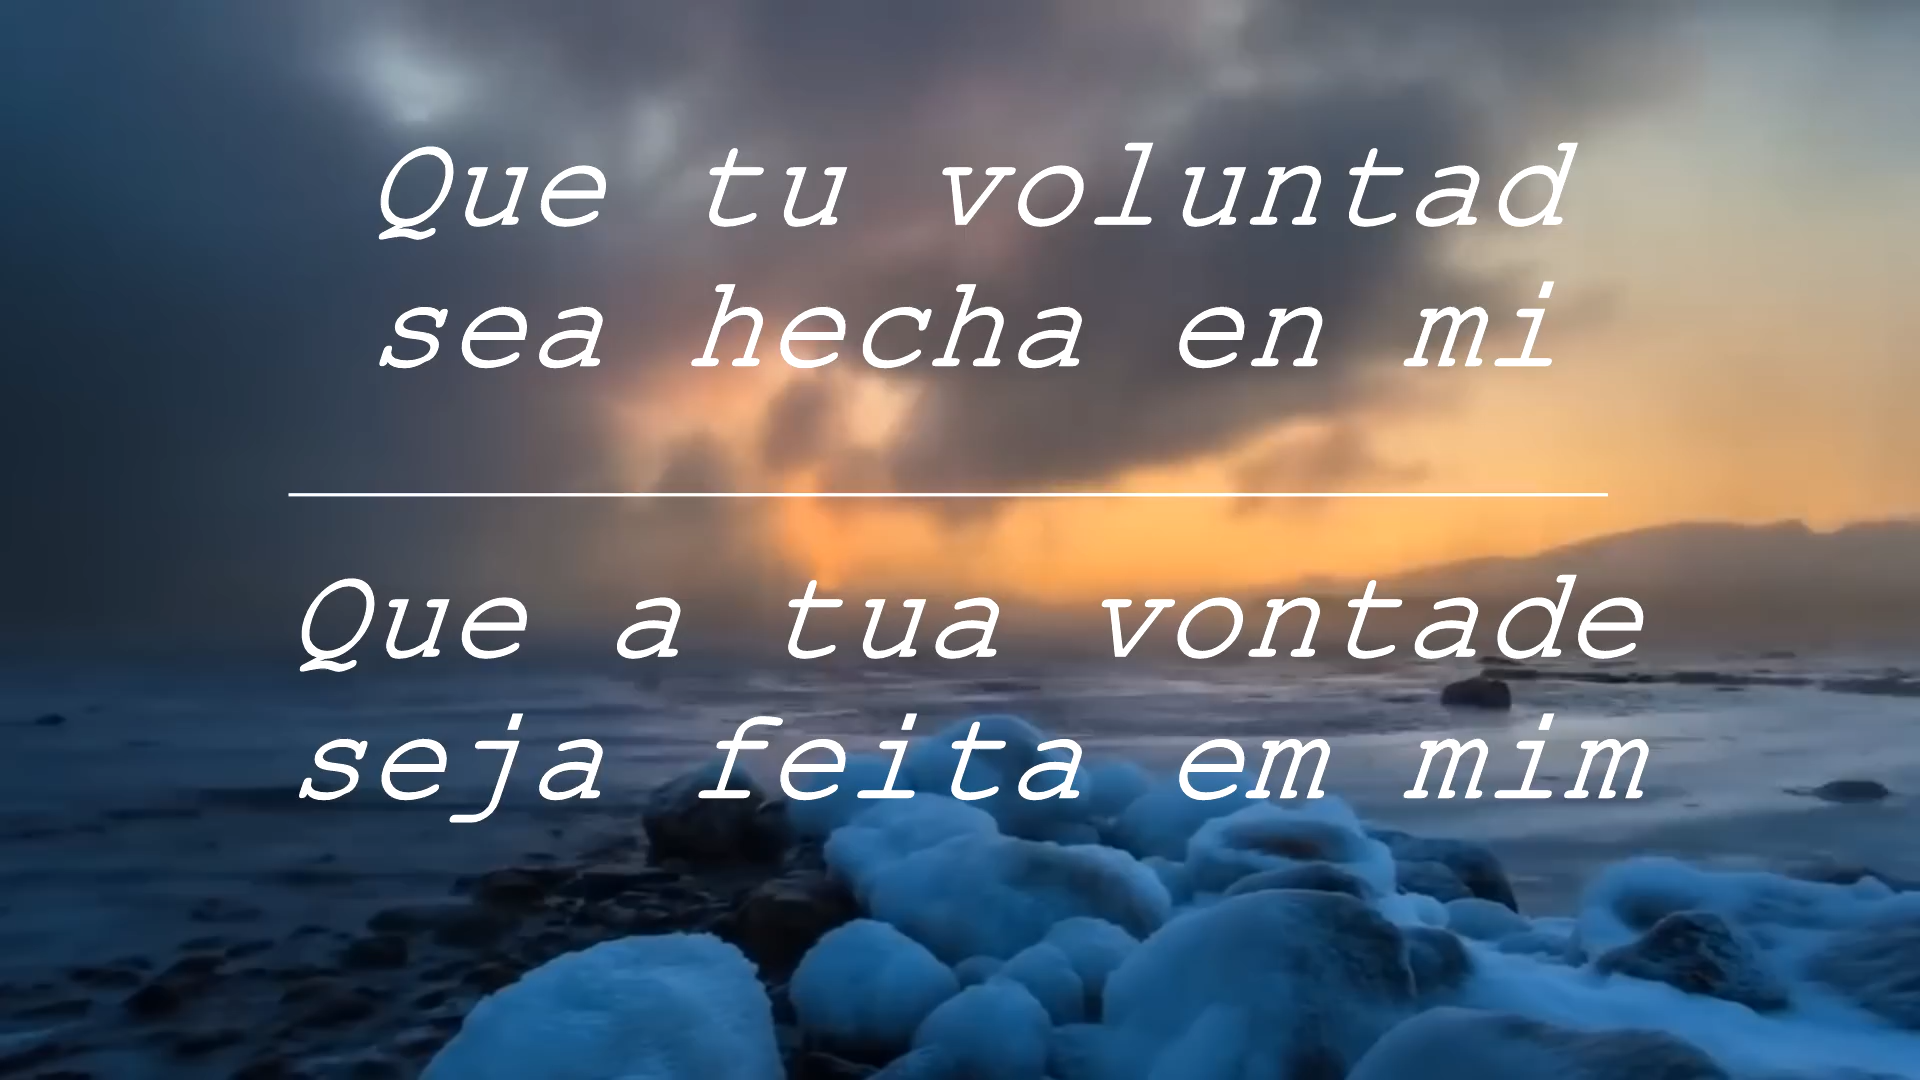 Que tu voluntad
sea hecha en mi
Que a tua vontade
seja feita em mim